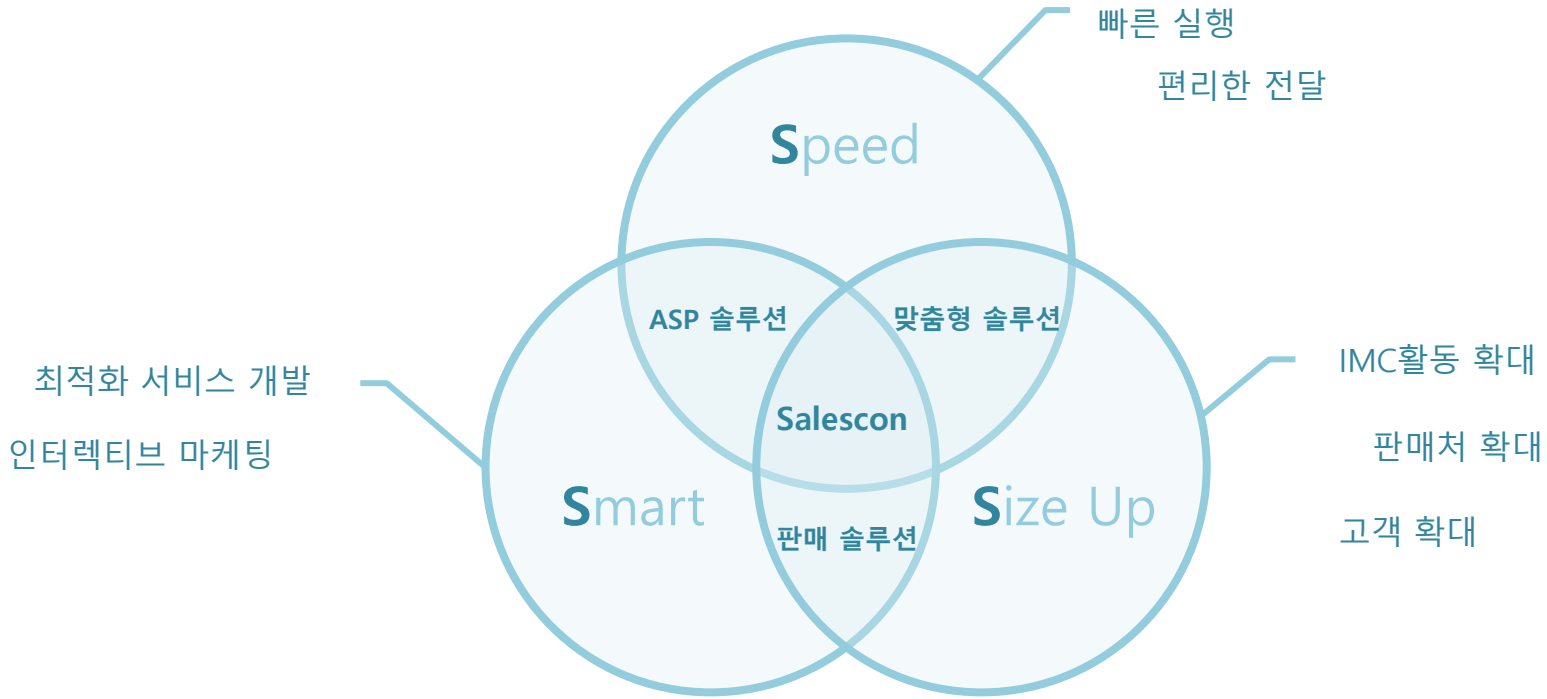 빠른 실행
편리한 전달
Speed
ASP 솔루션
맞춤형 솔루션
최적화 서비스 개발
인터렉티브 마케팅
IMC활동 확대
판매처 확대
고객 확대
Salescon
Smart
Size Up
판매 솔루션